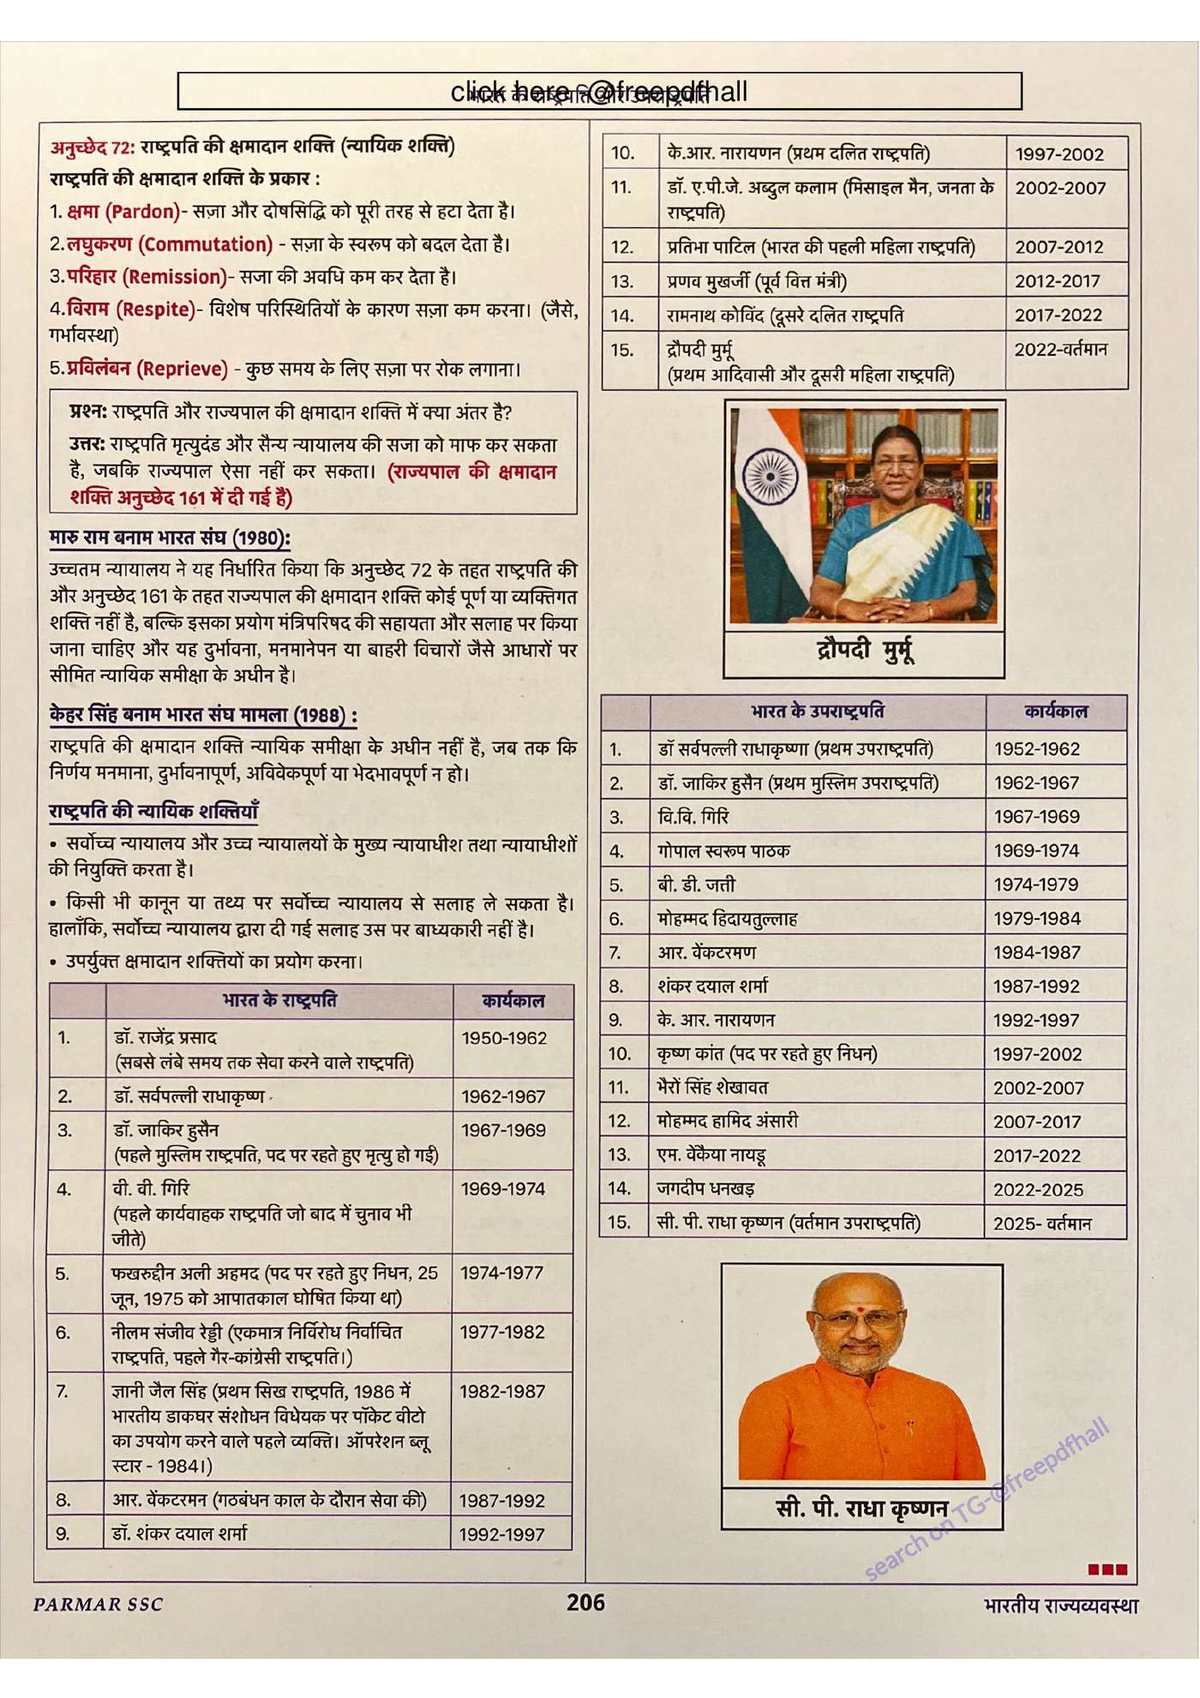 click here :- @freepdfhall
भारत के राष्ट्रपति और उपराष्ट्रपति
अनुच्छेद 72: राष्ट्रपति की क्षमादान शक्ति (न्यायिक शक्ति)
राष्ट्रपति की क्षमादान शक्ति के प्रकार :
1. क्षमा (Pardon)- सज़ा और दोषसिद्धि को पूरी तरह से हटा देता है।
2.लघुकरण (Commutation) - सज़ा के स्वरूप को बदल देता है।
3.परिहार (Remission)- सजा की अवधि कम कर देता है।
4.विराम (Respite)- विशेष परिस्थितियों के कारण सज़ा कम करना। (जैसे,
गर्भावस्था)
5.प्रविलंबन (Reprieve) - कुछ समय के लिए सज़ा पर रोक लगाना।
प्रश्न: राष्ट्रपति और राज्यपाल की क्षमादान शक्ति में क्या अंतर है?
उत्तर: राष्ट्रपति मृत्युदंड और सैन्य न्यायालय की सजा को माफ कर सकता
है, जबकि राज्यपाल ऐसा नहीं कर सकता। (राज्यपाल की क्षमादान
शक्ति अनुच्छेद 161 में दी गई है)
मारु राम बनाम भारत संघ (1980):
उच्चतम न्यायालय ने यह निर्धारित किया कि अनुच्छेद 72 के तहत राष्ट्रपति की
और अनुच्छेद 161 के तहत राज्यपाल की क्षमादान शक्ति कोई पूर्ण या व्यक्तिगत
शक्ति नहीं है, बल्कि इसका प्रयोग मंत्रिपरिषद की सहायता और सलाह पर किया
जाना चाहिए और यह दुर्भावना, मनमानेपन या बाहरी विचारों जैसे आधारों पर
सीमित न्यायिक समीक्षा के अधीन है।
केहर सिंह बनाम भारत संघ मामला (1988) :
राष्ट्रपति की क्षमादान शक्ति न्यायिक समीक्षा के अधीन नहीं है, जब तक कि
निर्णय मनमाना, दुर्भावनापूर्ण, अविवेकपूर्ण या भेदभावपूर्ण न हो।
राष्ट्रपति की न्यायिक शक्तियाँ
• सर्वोच्च न्यायालय और उच्च न्यायालयों के मुख्य न्यायाधीश तथा न्यायाधीशों
की नियुक्ति करता है।
• किसी भी कानून या तथ्य पर सर्वोच्च न्यायालय से सलाह ले सकता है।
हालाँकि, सर्वोच्च न्यायालय द्वारा दी गई सलाह उस पर बाध्यकारी नहीं है।
• उपर्युक्त क्षमादान शक्तियों का प्रयोग करना।
भारत के राष्ट्रपति कार्यकाल
1. डॉ. राजेंद्र प्रसाद 1950-1962
(सबसे लंबे समय तक सेवा करने वाले राष्ट्रपति)
2. डॉ. सर्वपल्ली राधाकृष्ण 1962-1967
3. डॉ. जाकिर हुसैन 1967-1969
(पहले मुस्लिम राष्ट्रपति, पद पर रहते हुए मृत्यु हो गई)
4. वी. वी. गिरि 1969-1974
(पहले कार्यवाहक राष्ट्रपति जो बाद में चुनाव भी
जीते)
5. फखरुद्दीन अली अहमद (पद पर रहते हुए निधन, 25 1974-1977
जून, 1975 को आपातकाल घोषित किया था)
6. नीलम संजीव रेड्डी (एकमात्र निर्विरोध निर्वाचित 1977-1982
राष्ट्रपति, पहले गैर-कांग्रेसी राष्ट्रपति।)
7. ज्ञानी जैल सिंह (प्रथम सिख राष्ट्रपति, 1986 में 1982-1987
भारतीय डाकघर संशोधन विधेयक पर पॉकेट वीटो
का उपयोग करने वाले पहले व्यक्ति। ऑपरेशन ब्लू
स्टार - 1984।)
8. आर. वेंकटरमन (गठबंधन काल के दौरान सेवा की) 1987-1992
9. डॉ. शंकर दयाल शर्मा 1992-1997
10. के.आर. नारायणन (प्रथम दलित राष्ट्रपति) 1997-2002
11. डॉ. ए.पी.जे. अब्दुल कलाम (मिसाइल मैन, जनता के 2002-2007
राष्ट्रपति)
12. प्रतिभा पाटिल (भारत की पहली महिला राष्ट्रपति) 2007-2012
13. प्रणव मुखर्जी (पूर्व वित्त मंत्री) 2012-2017
14. रामनाथ कोविंद (दूसरे दलित राष्ट्रपति 2017-2022
15. द्रौपदी मुर्मू 2022-वर्तमान
(प्रथम आदिवासी और दूसरी महिला राष्ट्रपति)
द्रौपदी मुर्मू
भारत के उपराष्ट्रपति कार्यकाल
1. डॉ सर्वपल्ली राधाकृष्णा (प्रथम उपराष्ट्रपति) 1952-1962
2. डॉ. जाकिर हुसैन (प्रथम मुस्लिम उपराष्ट्रपति) 1962-1967
3. वि.वि. गिरि 1967-1969
4. गोपाल स्वरूप पाठक 1969-1974
5. बी. डी. जत्ती 1974-1979
6. मोहम्मद हिदायतुल्लाह 1979-1984
7. आर. वेंकटरमण 1984-1987
8. शंकर दयाल शर्मा 1987-1992
9. के. आर. नारायणन 1992-1997
10. कृष्ण कांत (पद पर रहते हुए निधन) 1997-2002
11. भैरों सिंह शेखावत 2002-2007
12. मोहम्मद हामिद अंसारी 2007-2017
13. एम. वेंकैया नायडू 2017-2022
14. जगदीप धनखड़ 2022-2025
15. सी. पी. राधा कृष्णन (वर्तमान उपराष्ट्रपति) 2025- वर्तमान
सी. पी. राधा कृष्णन
search on TG-@freepdfhall
PARMAR SSC 206 भारतीय राज्यव्यवस्था